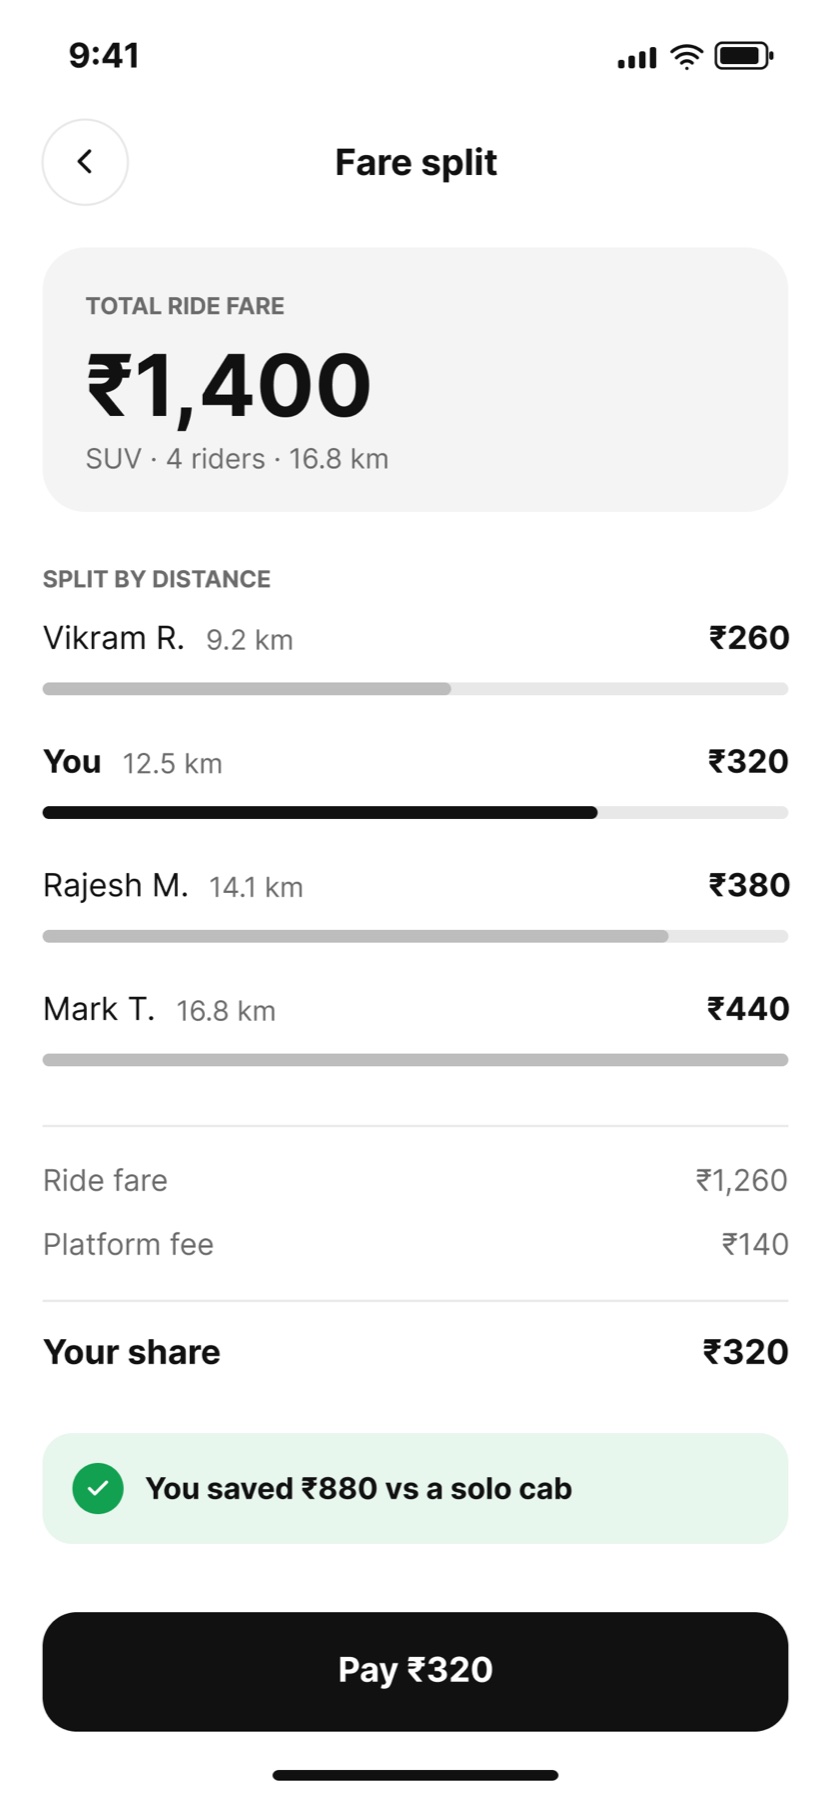 9:41
Fare split
TOTAL RIDE FARE
₹1,400
SUV · 4 riders · 16.8 km
SPLIT BY DISTANCE
Vikram R. 9.2 km ₹260
You 12.5 km ₹320
Rajesh M. 14.1 km ₹380
Mark T. 16.8 km ₹440
Ride fare ₹1,260
Platform fee ₹140
Your share ₹320
You saved ₹880 vs a solo cab
Pay ₹320